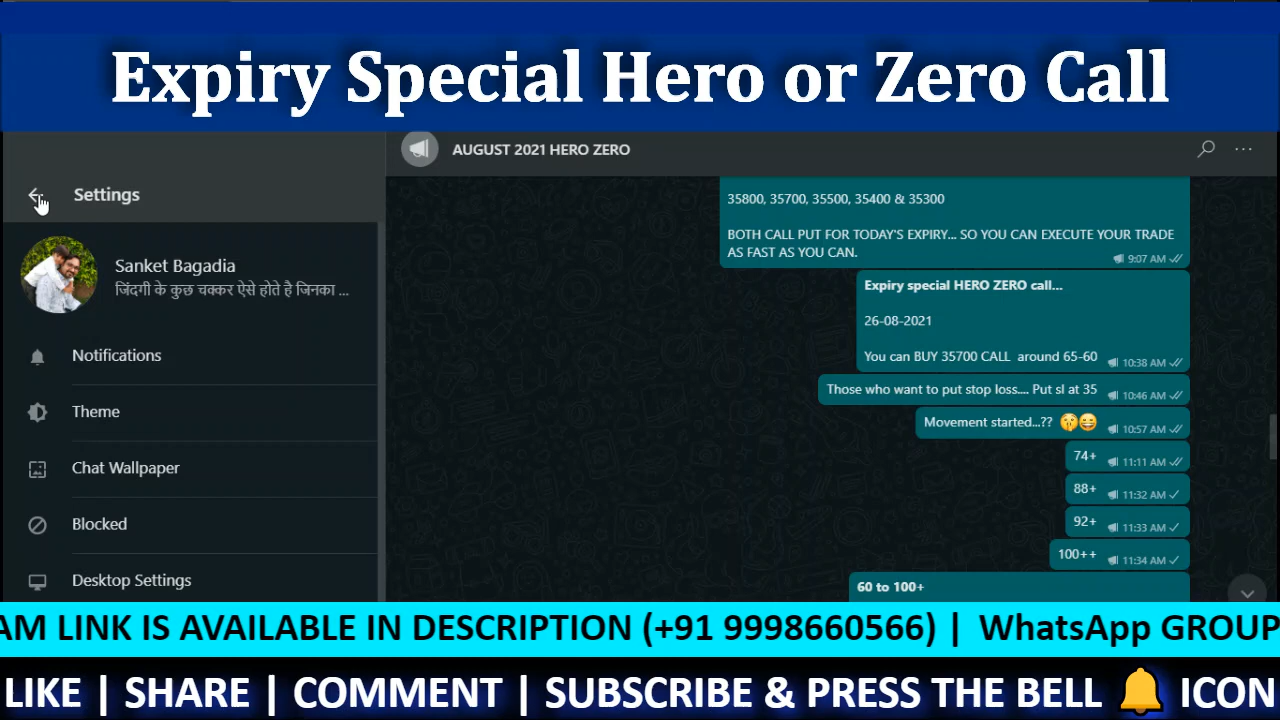 Expiry Special Hero or Zero Call
AUGUST 2021 HERO ZERO
Settings
Sanket Bagadia
जिंदगी के कुछ चक्कर ऐसे होते है जिनका ...
Notifications
Theme
Chat Wallpaper
Blocked
Desktop Settings
35800, 35700, 35500, 35400 & 35300
BOTH CALL PUT FOR TODAY'S EXPIRY... SO YOU CAN EXECUTE YOUR TRADE
AS FAST AS YOU CAN.
9:07 AM
Expiry special HERO ZERO call...
26-08-2021
You can BUY 35700 CALL around 65-60
10:38 AM
Those who want to put stop loss.... Put sl at 35
10:46 AM
Movement started...?? 🤫😄
10:57 AM
74+
11:11 AM
88+
11:32 AM
92+
11:33 AM
100++
11:34 AM
60 to 100+
AM LINK IS AVAILABLE IN DESCRIPTION (+91 9998660566) | WhatsApp GROUP
LIKE | SHARE | COMMENT | SUBSCRIBE & PRESS THE BELL 🔔 ICON